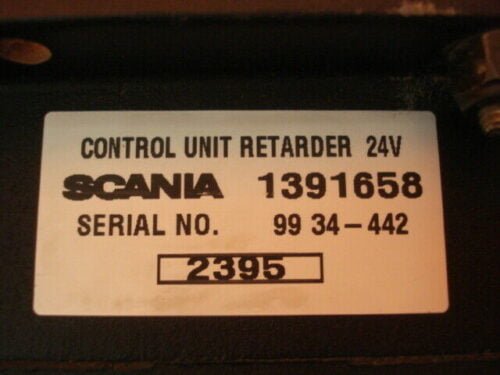 CONTROL UNIT RETARDER 24V
SCANIA 1391658
SERIAL NO. 99 34-442
2395